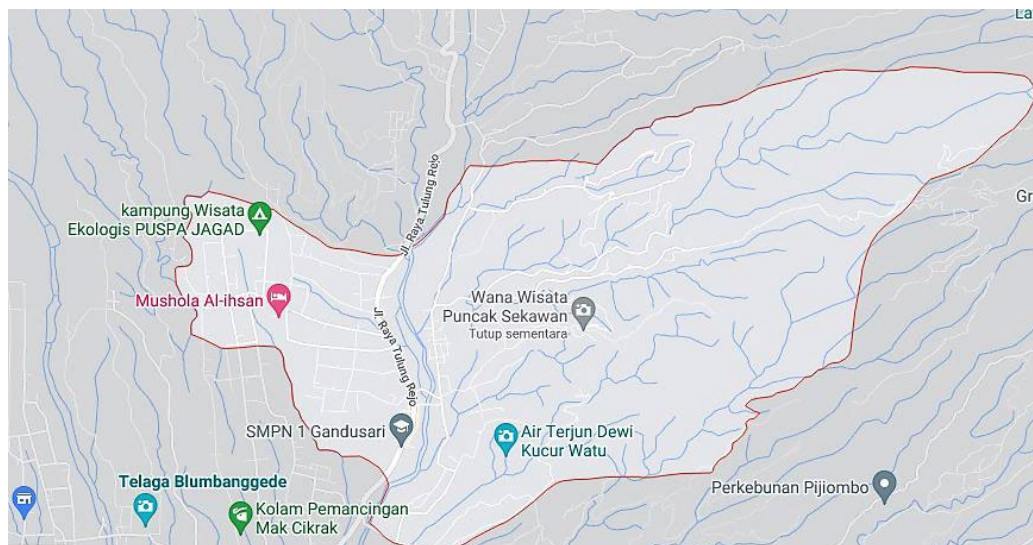 La
Jl. Raya Tulung Rejo
Gr
kampung Wisata
Ekologis PUSPA JAGAD
Mushola Al-ihsan
Wana Wisata
Puncak Sekawan
Tutup sementara
Jl. Raya Tulung Rejo
SMPN 1 Gandusari
Air Terjun Dewi
Kucur Watu
Telaga Blumbanggede
Perkebunan Pijiombo
Kolam Pemancingan
Mak Cikrak